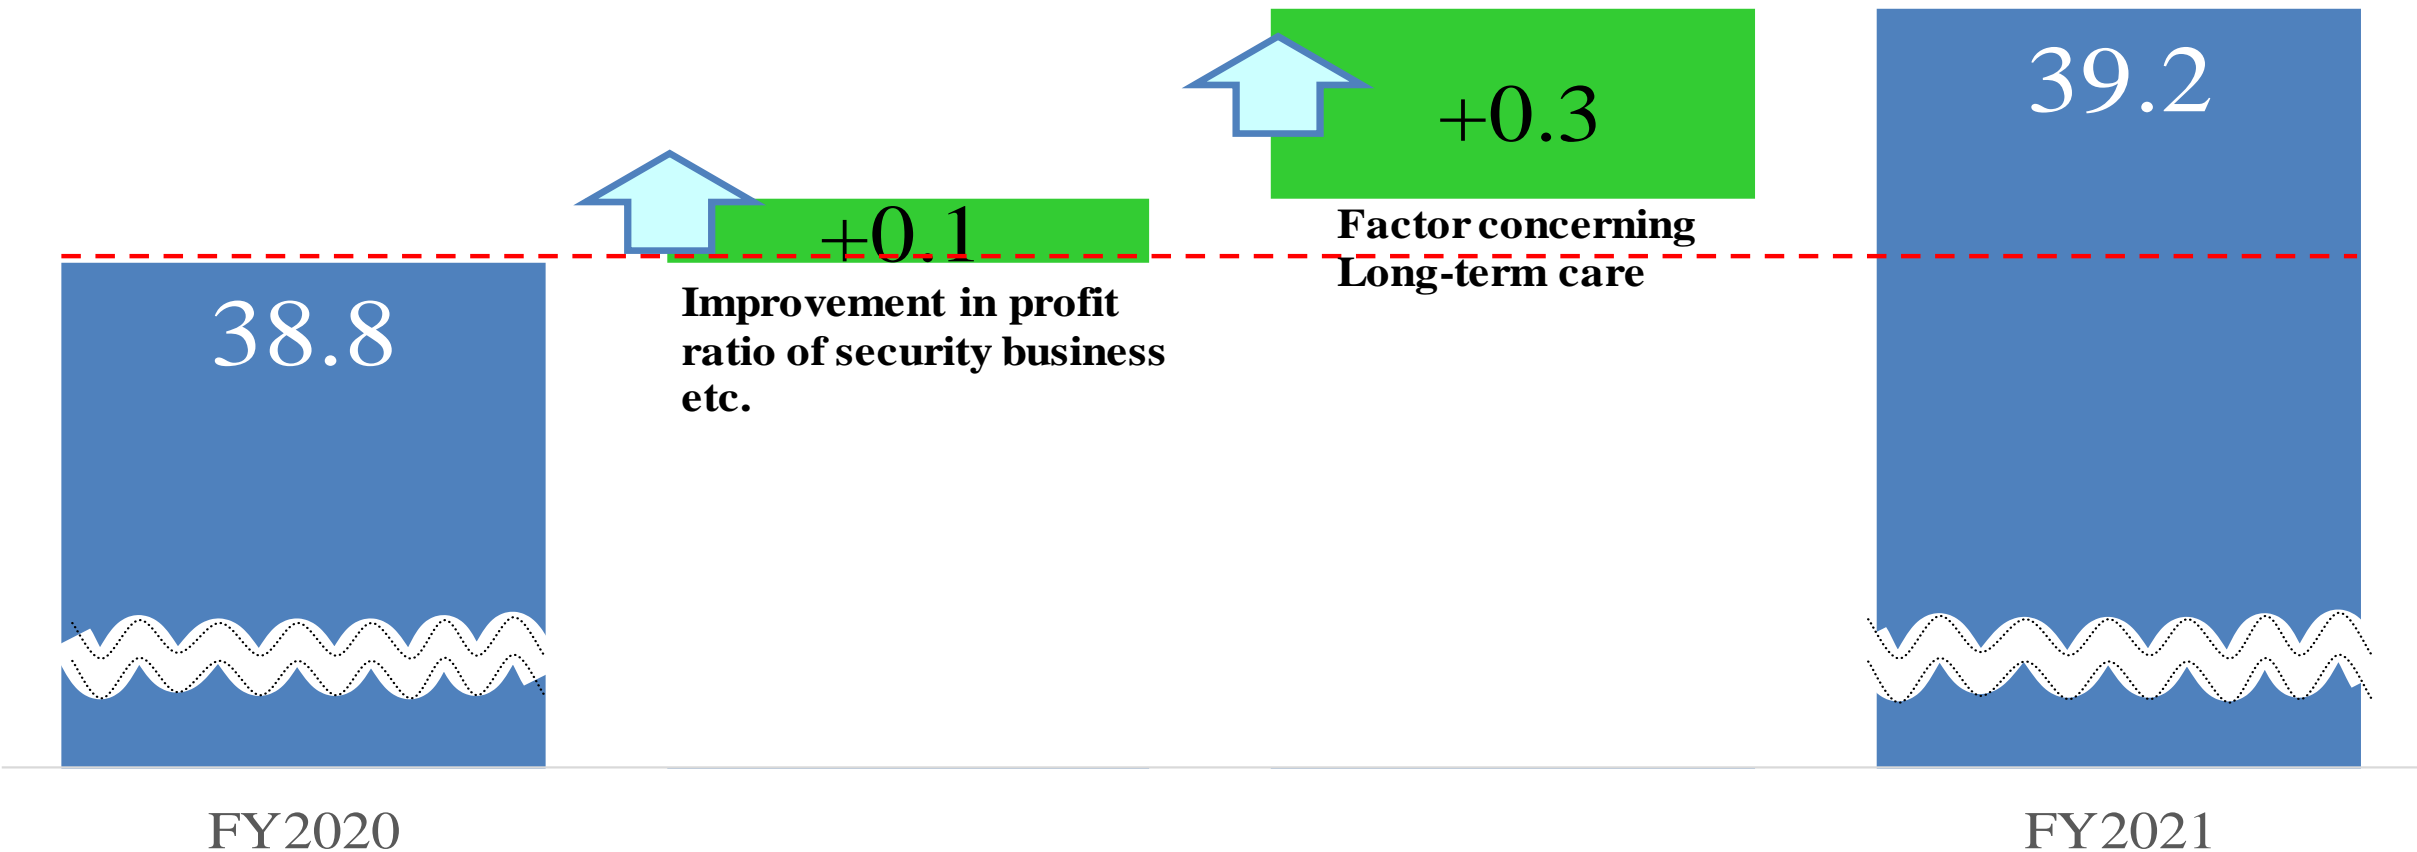 38.8
+0.1
Improvement in profit
ratio of security business
etc.
+0.3
Factor concerning
Long-term care
39.2
FY2020
FY2021